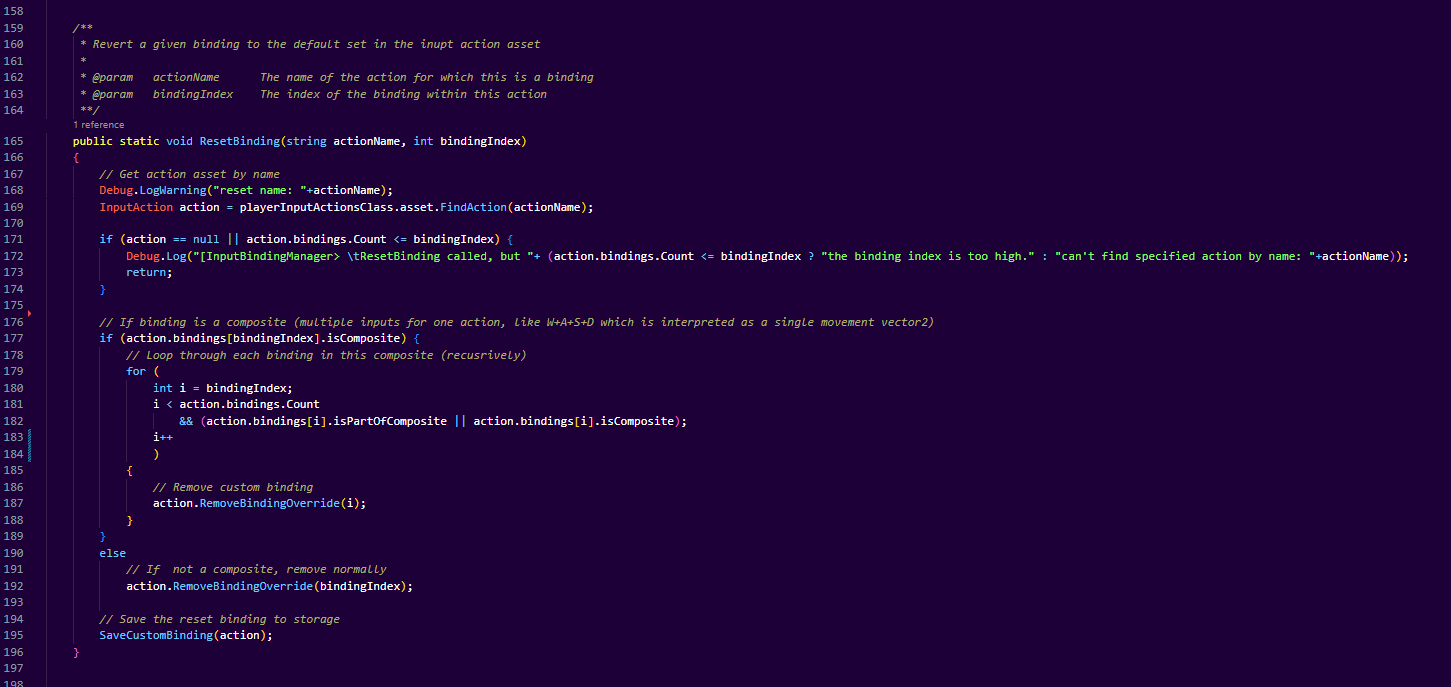 158
159 /**
160 * Revert a given binding to the default set in the inupt action asset
161 *
162 * @param actionName The name of the action for which this is a binding
163 * @param bindingIndex The index of the binding within this action
164 **/
1 reference
165 public static void ResetBinding(string actionName, int bindingIndex)
166 {
167 // Get action asset by name
168 Debug.LogWarning("reset name: "+actionName);
169 InputAction action = playerInputActionsClass.asset.FindAction(actionName);
170
171 if (action == null || action.bindings.Count <= bindingIndex) {
172 Debug.Log("[InputBindingManager> \tResetBinding called, but "+ (action.bindings.Count <= bindingIndex ? "the binding index is too high." : "can't find specified action by name: "+actionName));
173 return;
174 }
175
176 // If binding is a composite (multiple inputs for one action, like W+A+S+D which is interpreted as a single movement vector2)
177 if (action.bindings[bindingIndex].isComposite) {
178 // Loop through each binding in this composite (recusrively)
179 for (
180 int i = bindingIndex;
181 i < action.bindings.Count
182 && (action.bindings[i].isPartOfComposite || action.bindings[i].isComposite);
183 i++
184 )
185 {
186 // Remove custom binding
187 action.RemoveBindingOverride(i);
188 }
189 }
190 else
191 // If  not a composite, remove normally
192 action.RemoveBindingOverride(bindingIndex);
193
194 // Save the reset binding to storage
195 SaveCustomBinding(action);
196 }
197
198